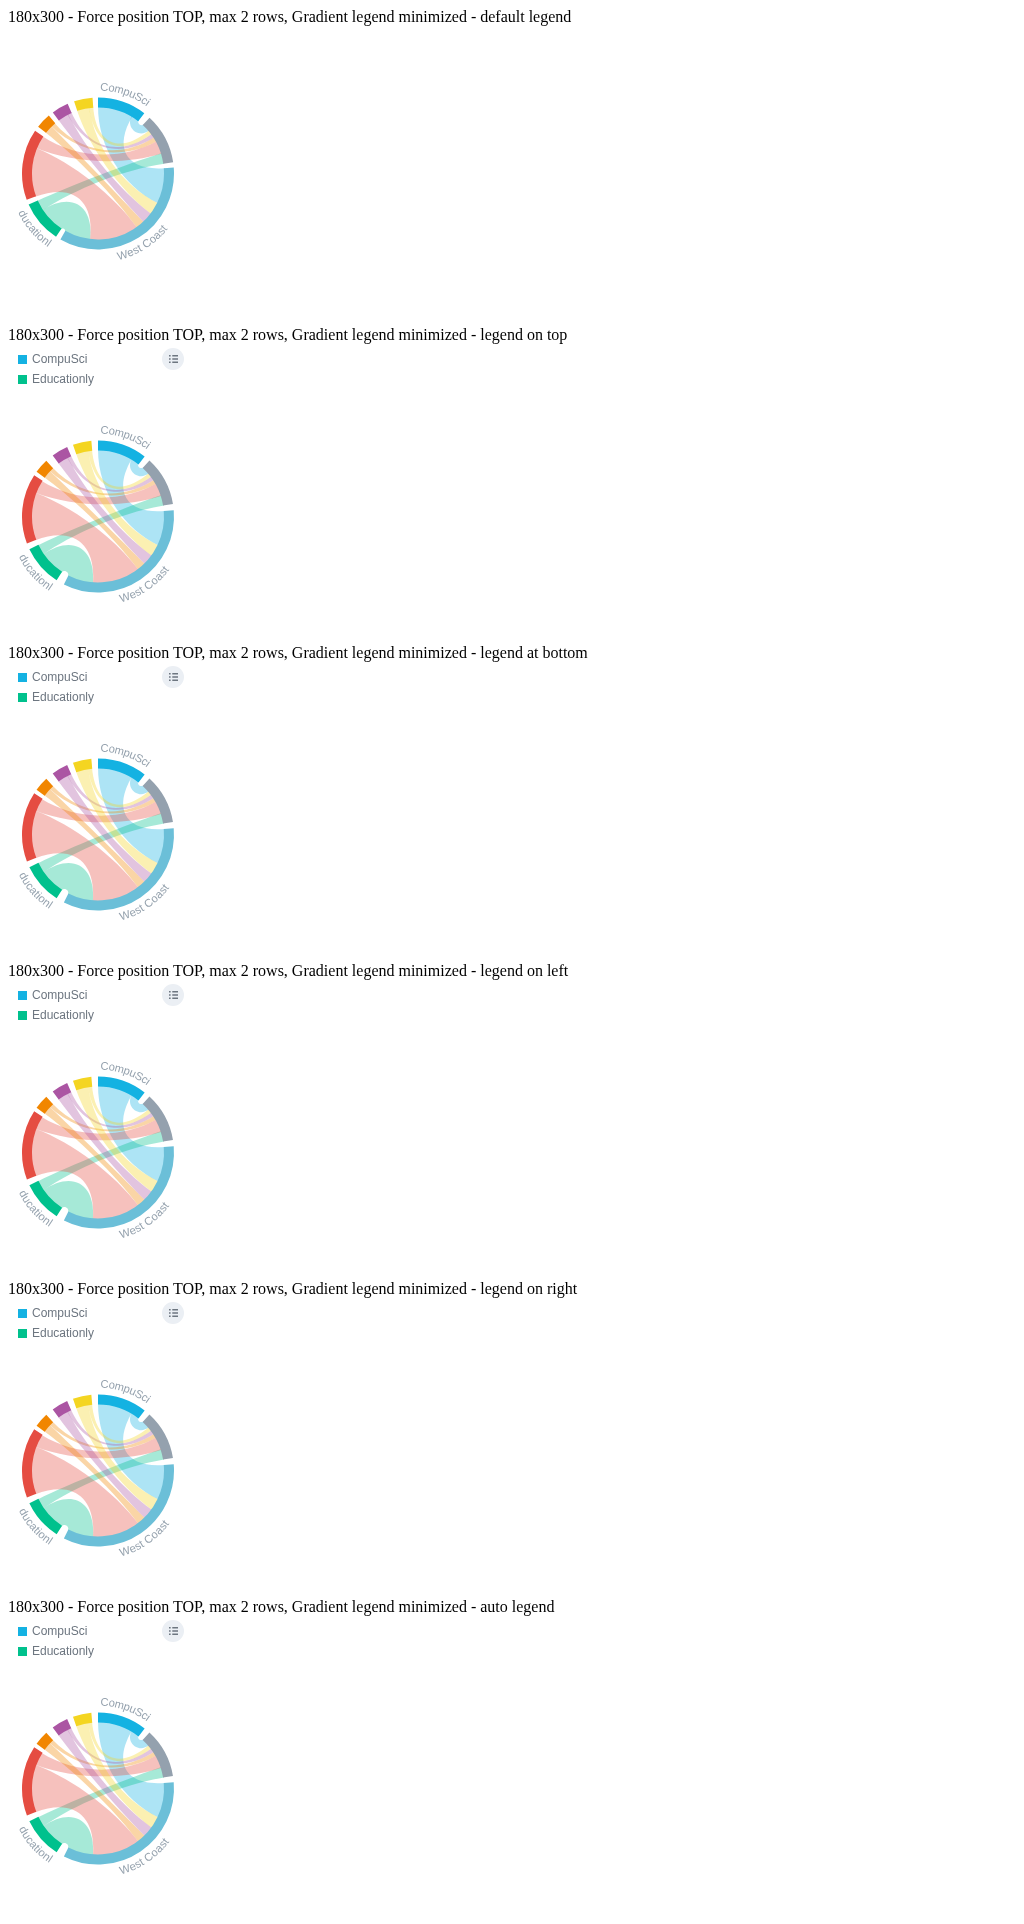 180x300 - Force position TOP, max 2 rows, Gradient legend minimized - default legend
CompuSci
ducationl
West Coast
180x300 - Force position TOP, max 2 rows, Gradient legend minimized - legend on top
CompuSci
Educationly
CompuSci
ducationl
West Coast
180x300 - Force position TOP, max 2 rows, Gradient legend minimized - legend at bottom
CompuSci
Educationly
CompuSci
ducationl
West Coast
180x300 - Force position TOP, max 2 rows, Gradient legend minimized - legend on left
CompuSci
Educationly
CompuSci
ducationl
West Coast
180x300 - Force position TOP, max 2 rows, Gradient legend minimized - legend on right
CompuSci
Educationly
CompuSci
ducationl
West Coast
180x300 - Force position TOP, max 2 rows, Gradient legend minimized - auto legend
CompuSci
Educationly
CompuSci
ducationl
West Coast